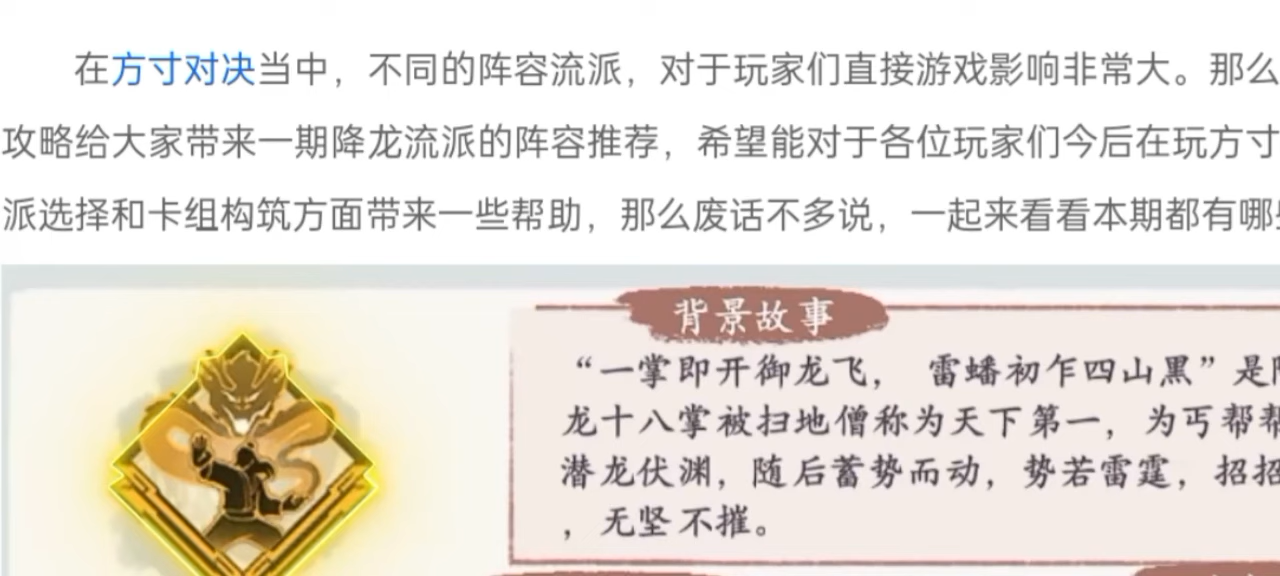 在方寸对决当中，不同的阵容流派，对于玩家们直接游戏影响非常大。那么
攻略给大家带来一期降龙流派的阵容推荐，希望能对于各位玩家们今后在玩方寸
派选择和卡组构筑方面带来一些帮助，那么废话不多说，一起来看看本期都有哪
背景故事
“一掌即开御龙飞， 雷蟠初乍四山黑”是
龙十八掌被扫地僧称为天下第一，为丐帮帮
潜龙伏渊，随后蓄势而动，势若雷霆，招招
，无坚不摧。